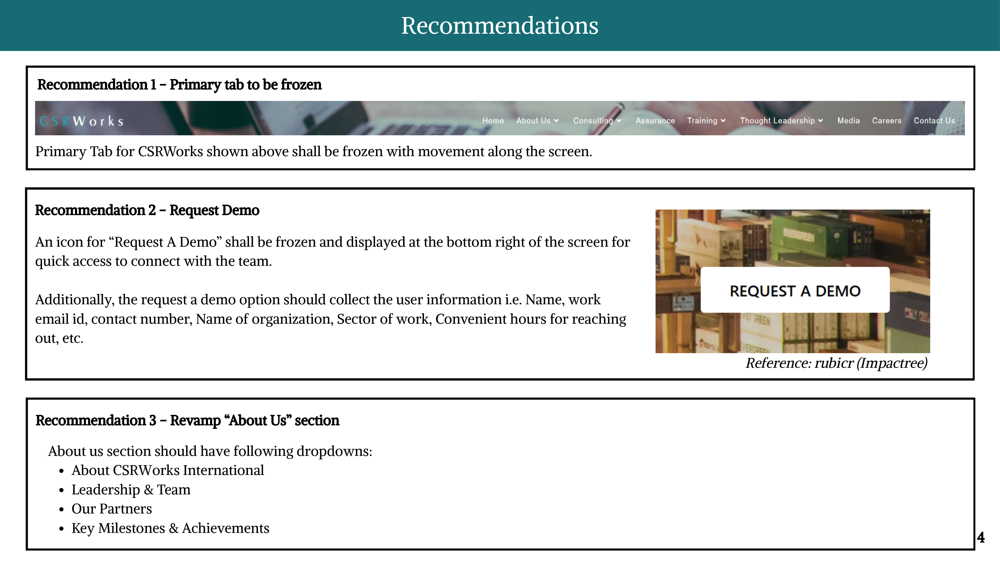 Recommendations
Recommendation 1 – Primary tab to be frozen
CSRWorks Home About Us Consulting Assurance Training Thought Leadership Media Careers Contact Us
Primary Tab for CSRWorks shown above shall be frozen with movement along the screen.
Recommendation 2 – Request Demo
An icon for “Request A Demo” shall be frozen and displayed at the bottom right of the screen for
quick access to connect with the team.
Additionally, the request a demo option should collect the user information i.e. Name, work
email id, contact number, Name of organization, Sector of work, Convenient hours for reaching
out, etc.
EVERGREEN
REQUEST A DEMO
EVERGREEN
Reference: rubicr (Impactree)
Recommendation 3 – Revamp “About Us” section
About us section should have following dropdowns:
• About CSRWorks International
• Leadership & Team
• Our Partners
• Key Milestones & Achievements
4